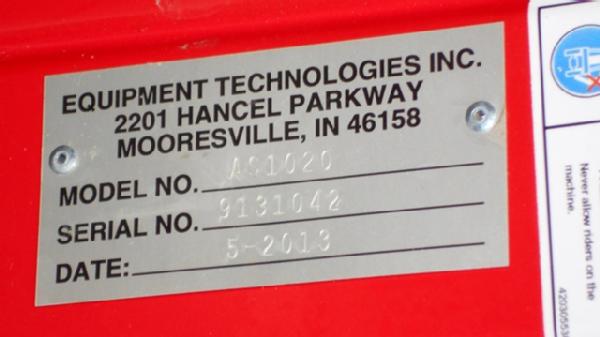 EQUIPMENT TECHNOLOGIES INC.
2201 HANCEL PARKWAY
MOORESVILLE, IN 46158
MODEL NO. AS1020
SERIAL NO. 9131042
DATE: 5-2013
Never allow riders on the
machine.